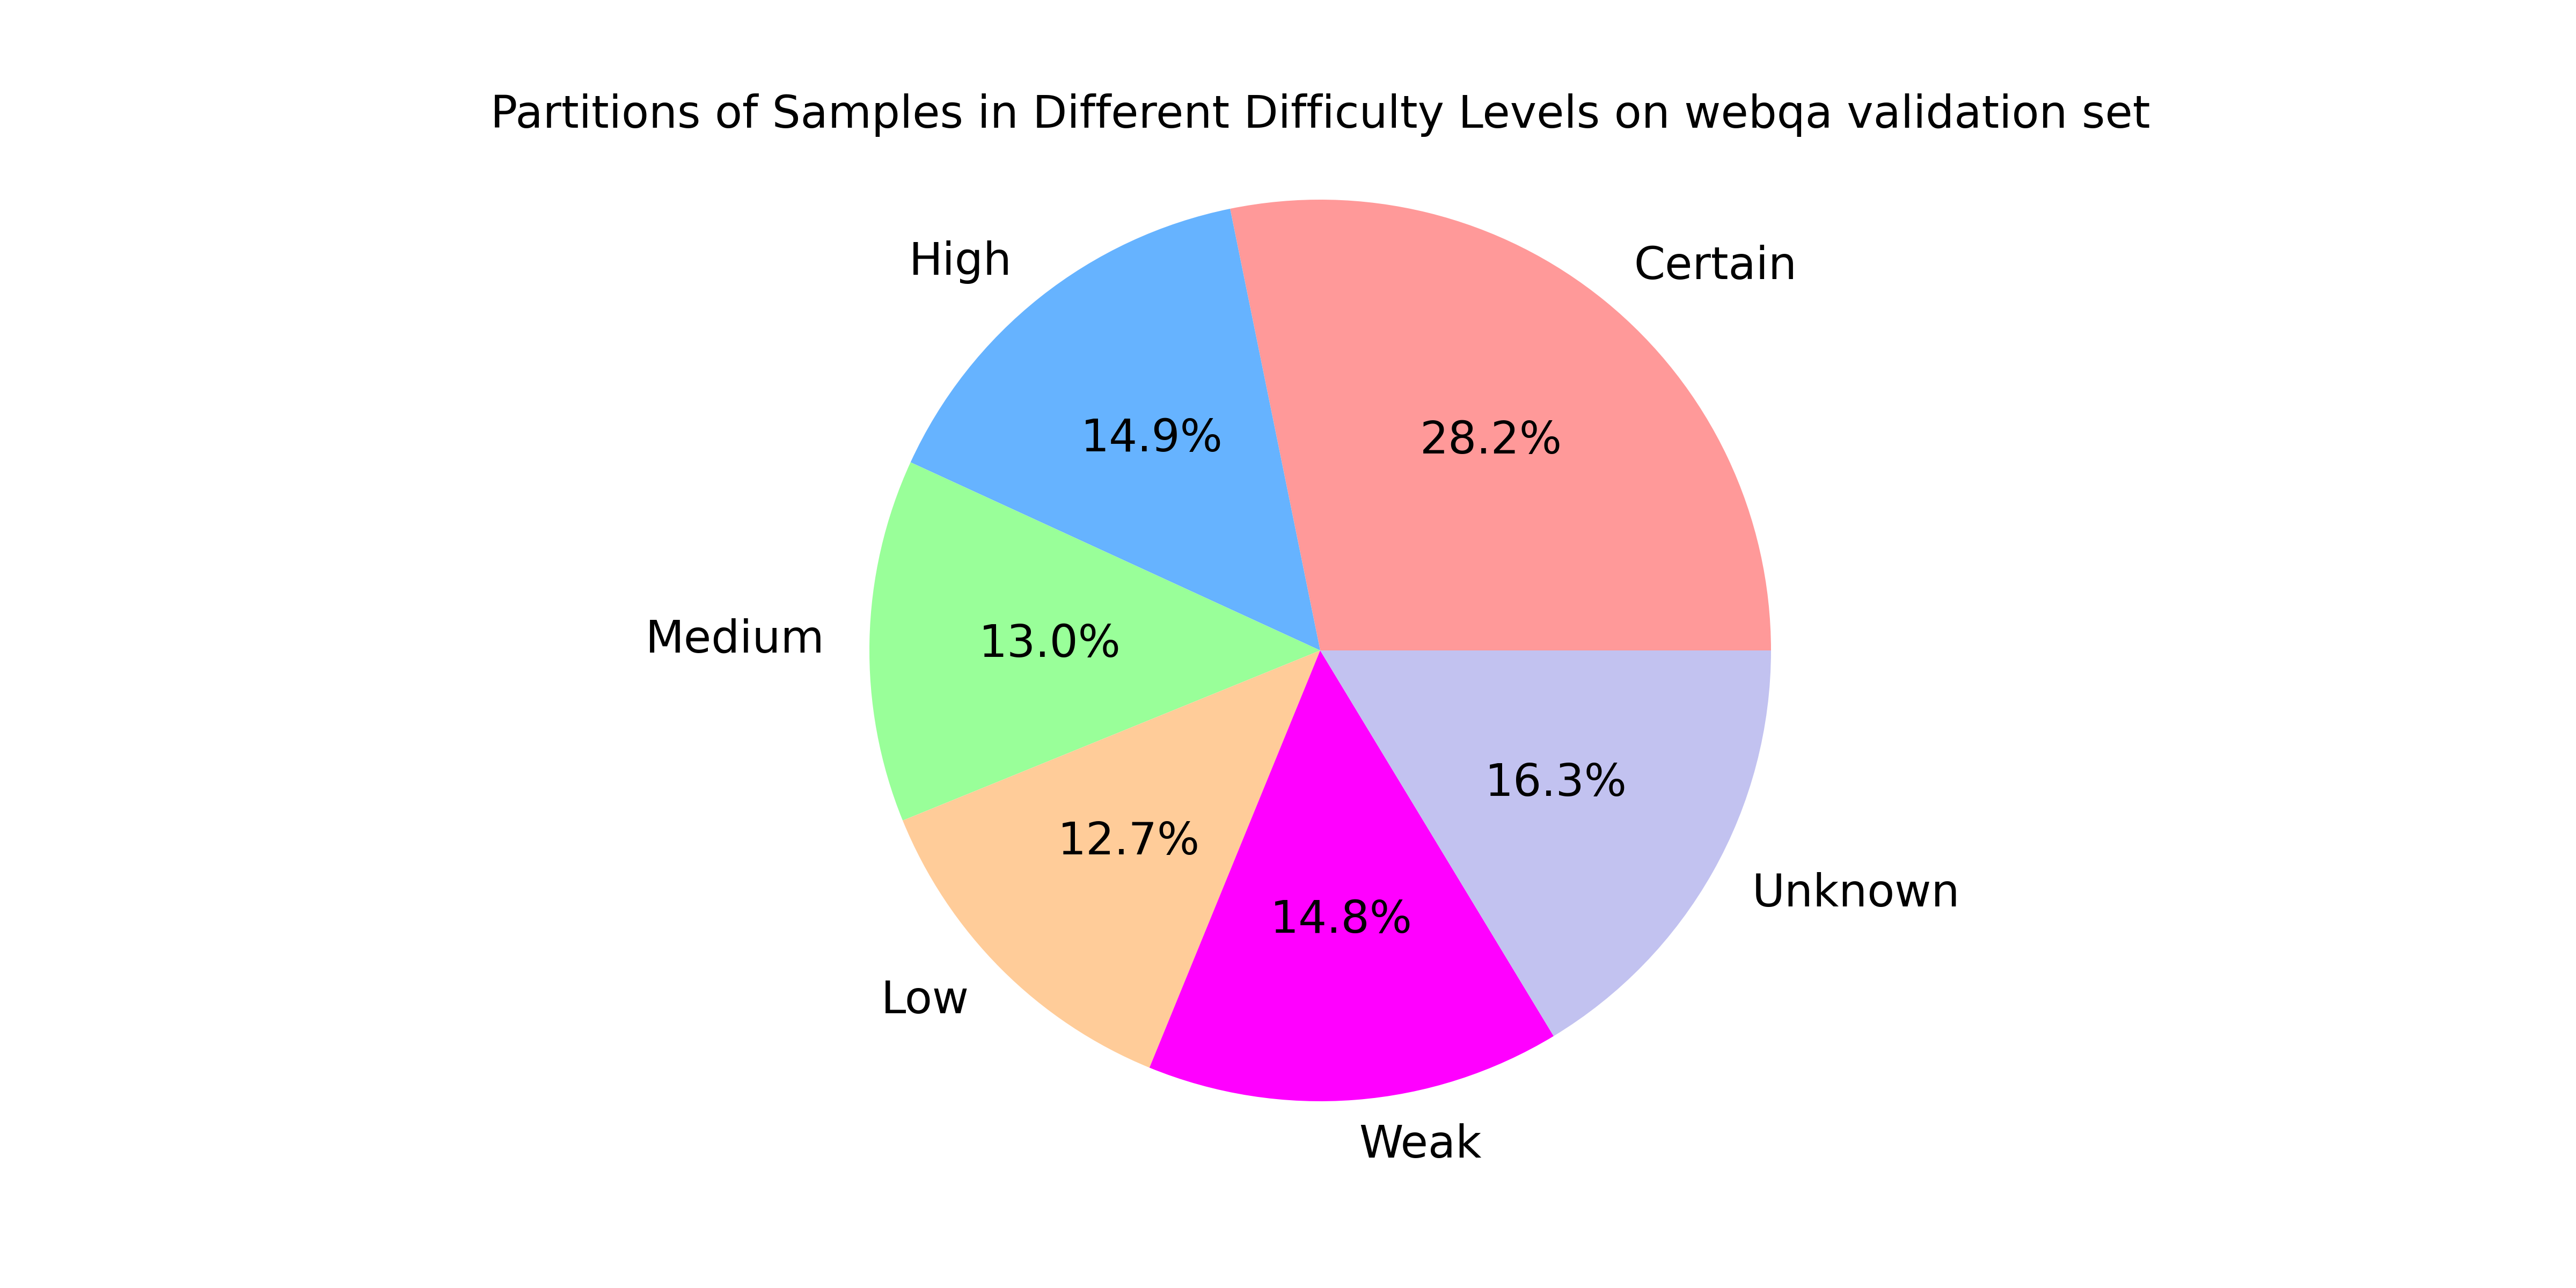 Partitions of Samples in Different Difficulty Levels on webqa validation set
High
Certain
14.9%
28.2%
Medium
13.0%
12.7%
16.3%
14.8%
Unknown
Low
Weak